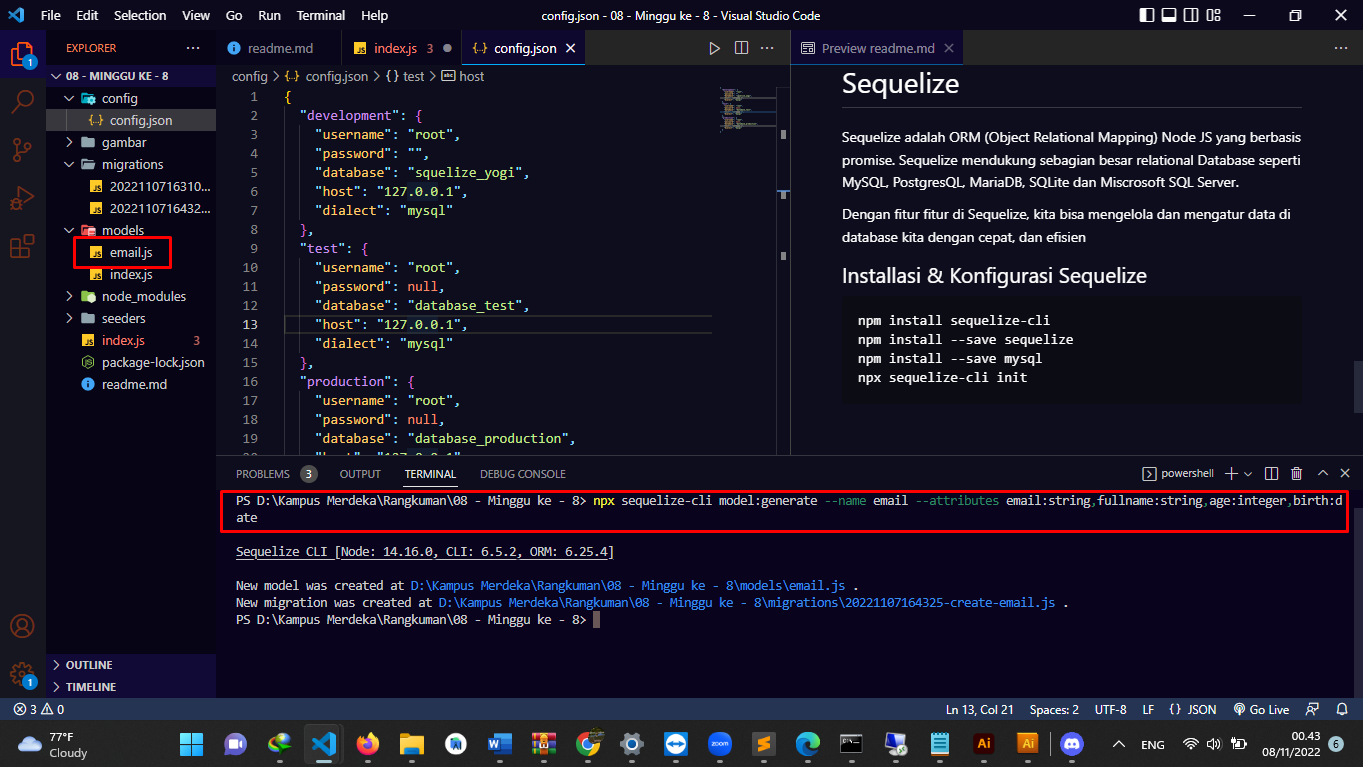 File Edit Selection View Go Run Terminal Help
config.json - 08 - Minggu ke - 8 - Visual Studio Code
EXPLORER
08 - MINGGU KE - 8
config
config.json
gambar
migrations
2022110716310...
2022110716432...
models
email.js
index.js
node_modules
seeders
index.js 3
package-lock.json
readme.md
OUTLINE
TIMELINE
readme.md
index.js 3
config.json
config > config.json > test > host
1 {
2 "development": {
3 "username": "root",
4 "password": "",
5 "database": "squelize_yogi",
6 "host": "127.0.0.1",
7 "dialect": "mysql"
8 },
9 "test": {
10 "username": "root",
11 "password": null,
12 "database": "database_test",
13 "host": "127.0.0.1",
14 "dialect": "mysql"
15 },
16 "production": {
17 "username": "root",
18 "password": null,
19 "database": "database_production",
Preview readme.md
Sequelize
Sequelize adalah ORM (Object Relational Mapping) Node JS yang berbasis
promise. Sequelize mendukung sebagian besar relational Database seperti
MySQL, PostgresQL, MariaDB, SQLite dan Miscrosoft SQL Server.
Dengan fitur fitur di Sequelize, kita bisa mengelola dan mengatur data di
database kita dengan cepat, dan efisien
Installasi & Konfigurasi Sequelize
npm install sequelize-cli
npm install --save sequelize
npm install --save mysql
npx sequelize-cli init
PROBLEMS 3 OUTPUT TERMINAL DEBUG CONSOLE
powershell
PS D:\Kampus Merdeka\Rangkuman\08 - Minggu ke - 8> npx sequelize-cli model:generate --name email --attributes email:string,fullname:string,age:integer,birth:d
ate
Sequelize CLI [Node: 14.16.0, CLI: 6.5.2, ORM: 6.25.4]
New model was created at D:\Kampus Merdeka\Rangkuman\08 - Minggu ke - 8\models\email.js .
New migration was created at D:\Kampus Merdeka\Rangkuman\08 - Minggu ke - 8\migrations\20221107164325-create-email.js .
PS D:\Kampus Merdeka\Rangkuman\08 - Minggu ke - 8>
3 0
Ln 13, Col 21 Spaces: 2 UTF-8 LF {} JSON Go Live
77°F
Cloudy
ENG
00.43
08/11/2022
6